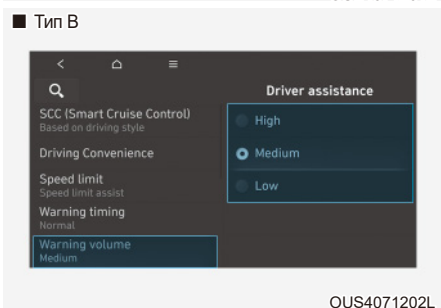 ■ Тип B
Driver assistance
SCC (Smart Cruise Control)
Based on driving style
Driving Convenience
Speed limit
Speed limit assist
Warning timing
Normal
Warning volume
Medium
High
Medium
Low
OUS4071202L